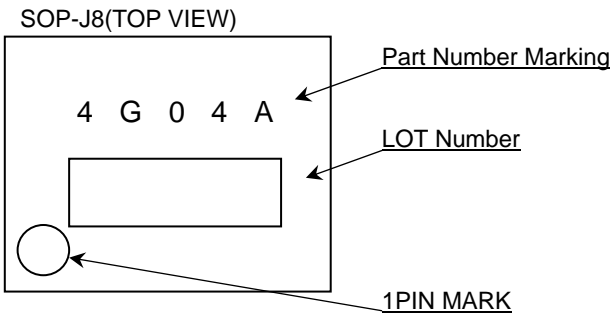 SOP-J8(TOP VIEW)
Part Number Marking
4 G 0 4 A
LOT Number
1PIN MARK